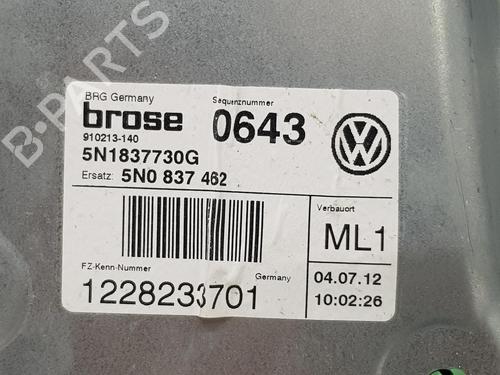 B-PARTS
BRG Germany
Sequenznummer
brose
0643
910213-140
5N1837730G
Ersatz: 5N0 837 462
Verbauort
ML1
FZ-Kenn-Nummer
Germany
04.07.12
1228233701
10:02:26